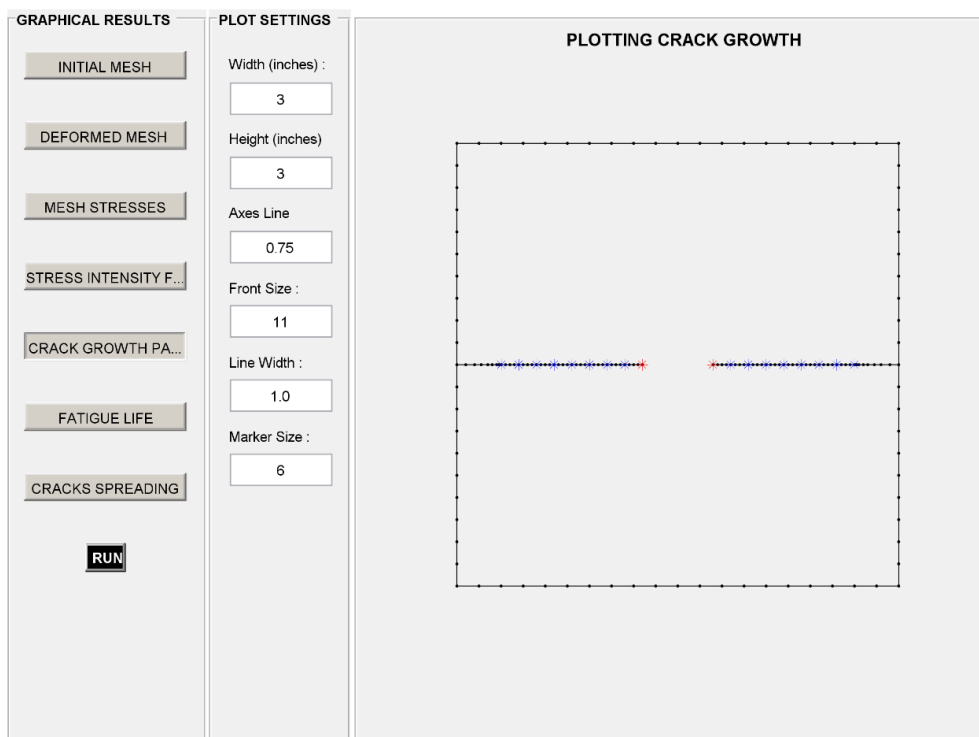 GRAPHICAL RESULTS
INITIAL MESH
DEFORMED MESH
MESH STRESSES
STRESS INTENSITY F...
CRACK GROWTH PA...
FATIGUE LIFE
CRACKS SPREADING
RUN
PLOT SETTINGS
Width (inches) :
3
Height (inches)
3
Axes Line
0.75
Front Size :
11
Line Width :
1.0
Marker Size :
6
PLOTTING CRACK GROWTH